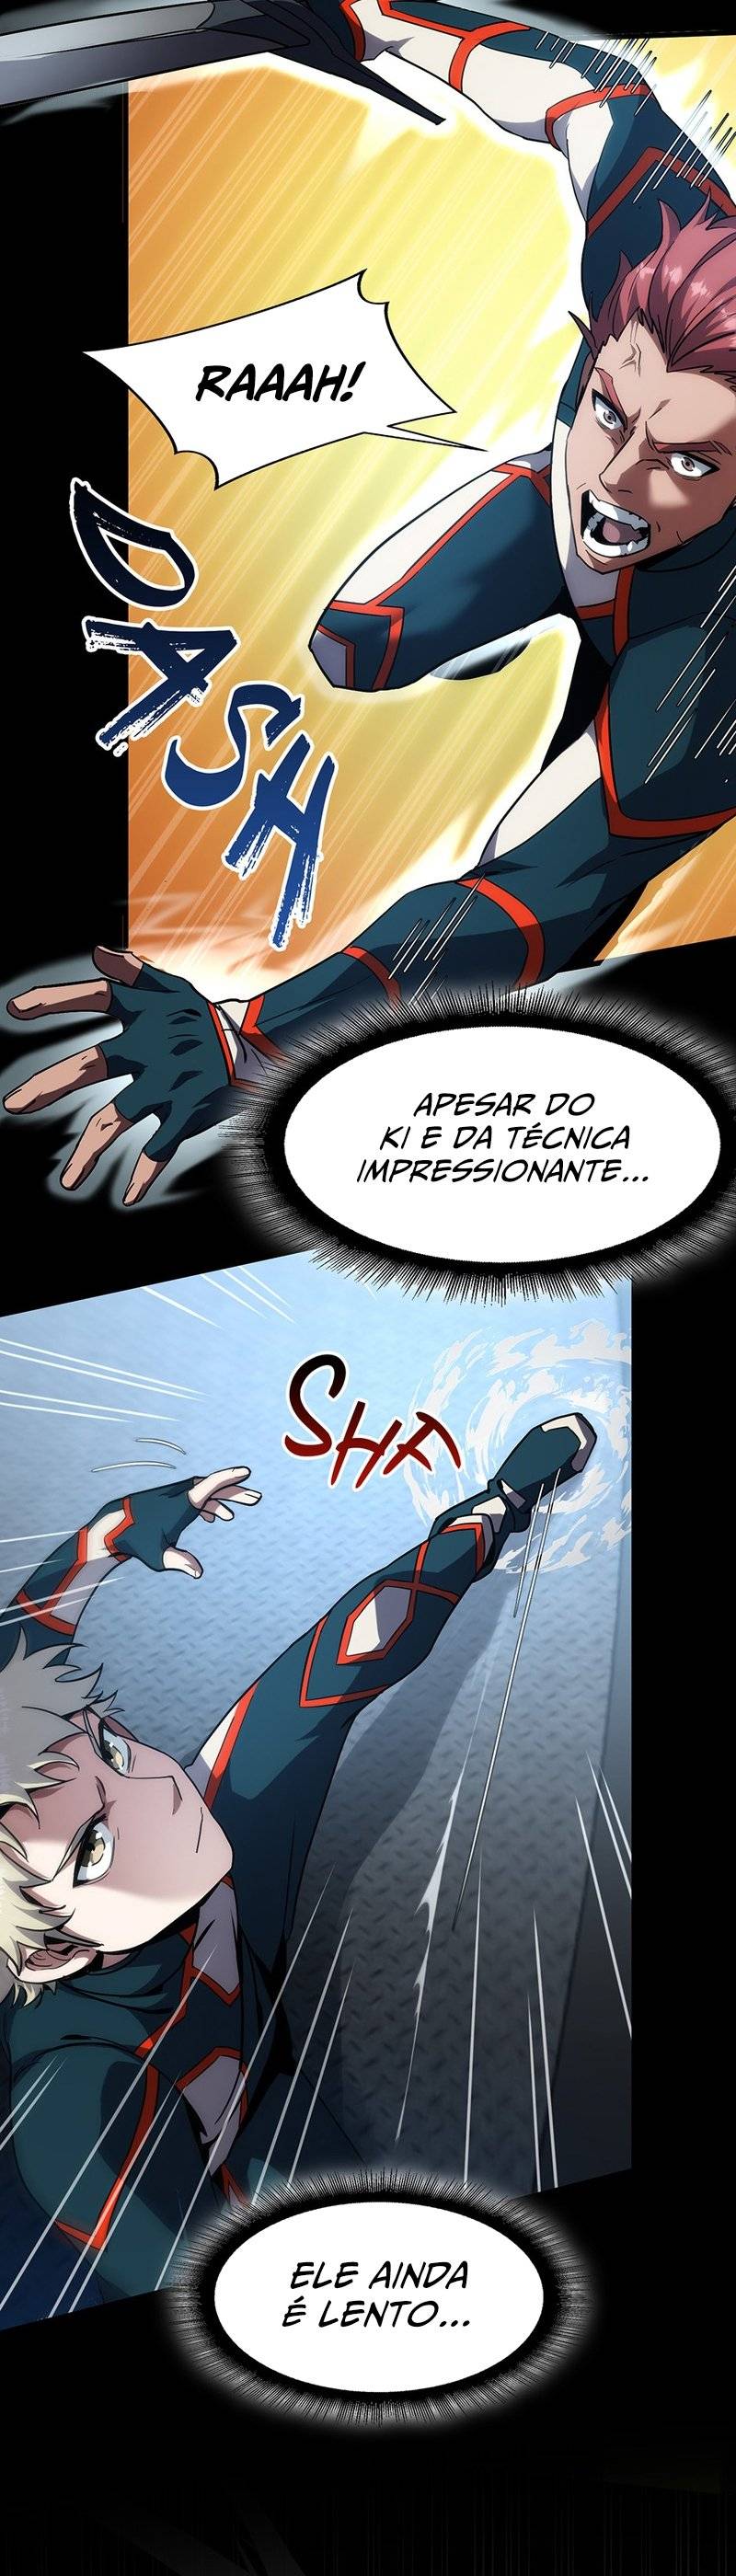 RAAAH!
DASH
APESAR DO
KI E DA TÉCNICA
IMPRESSIONANTE...
SHA
ELE AINDA
É LENTO...